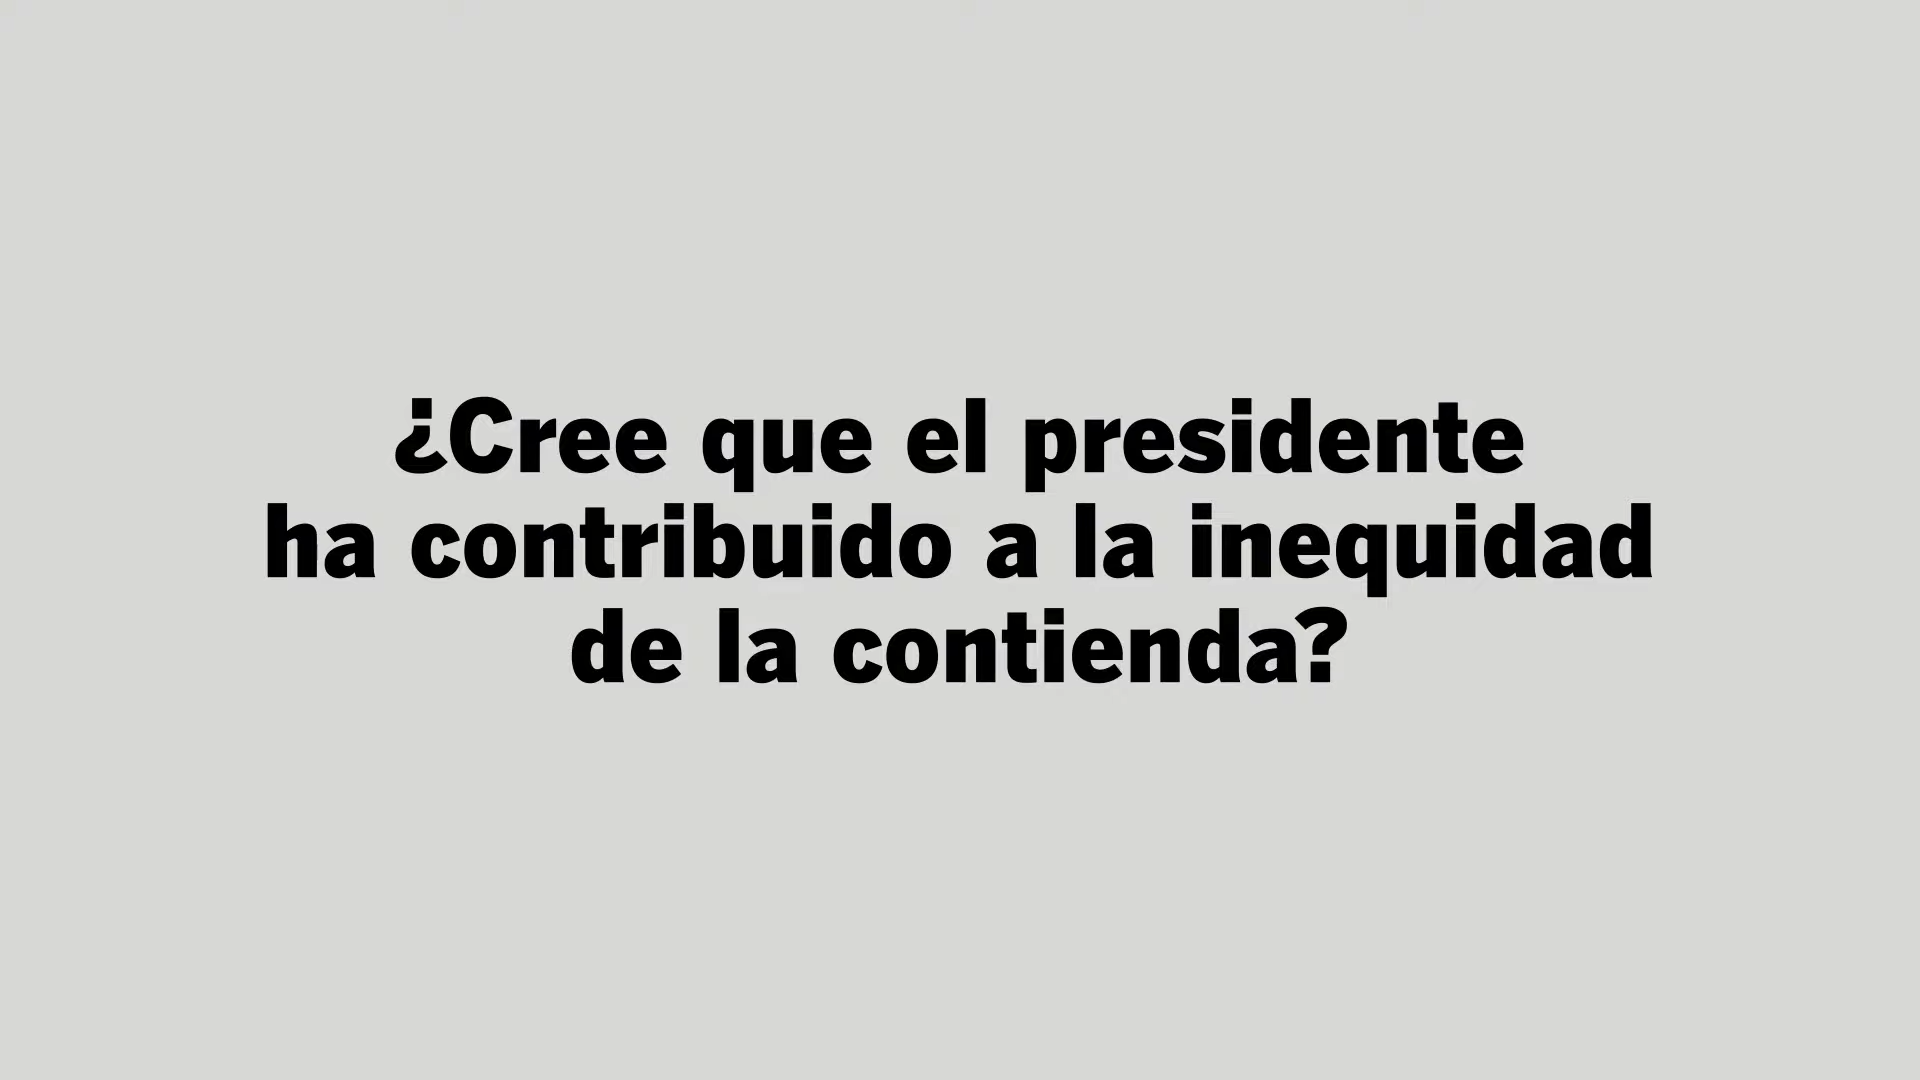 ¿Cree que el presidente
ha contribuido a la inequidad
de la contienda?